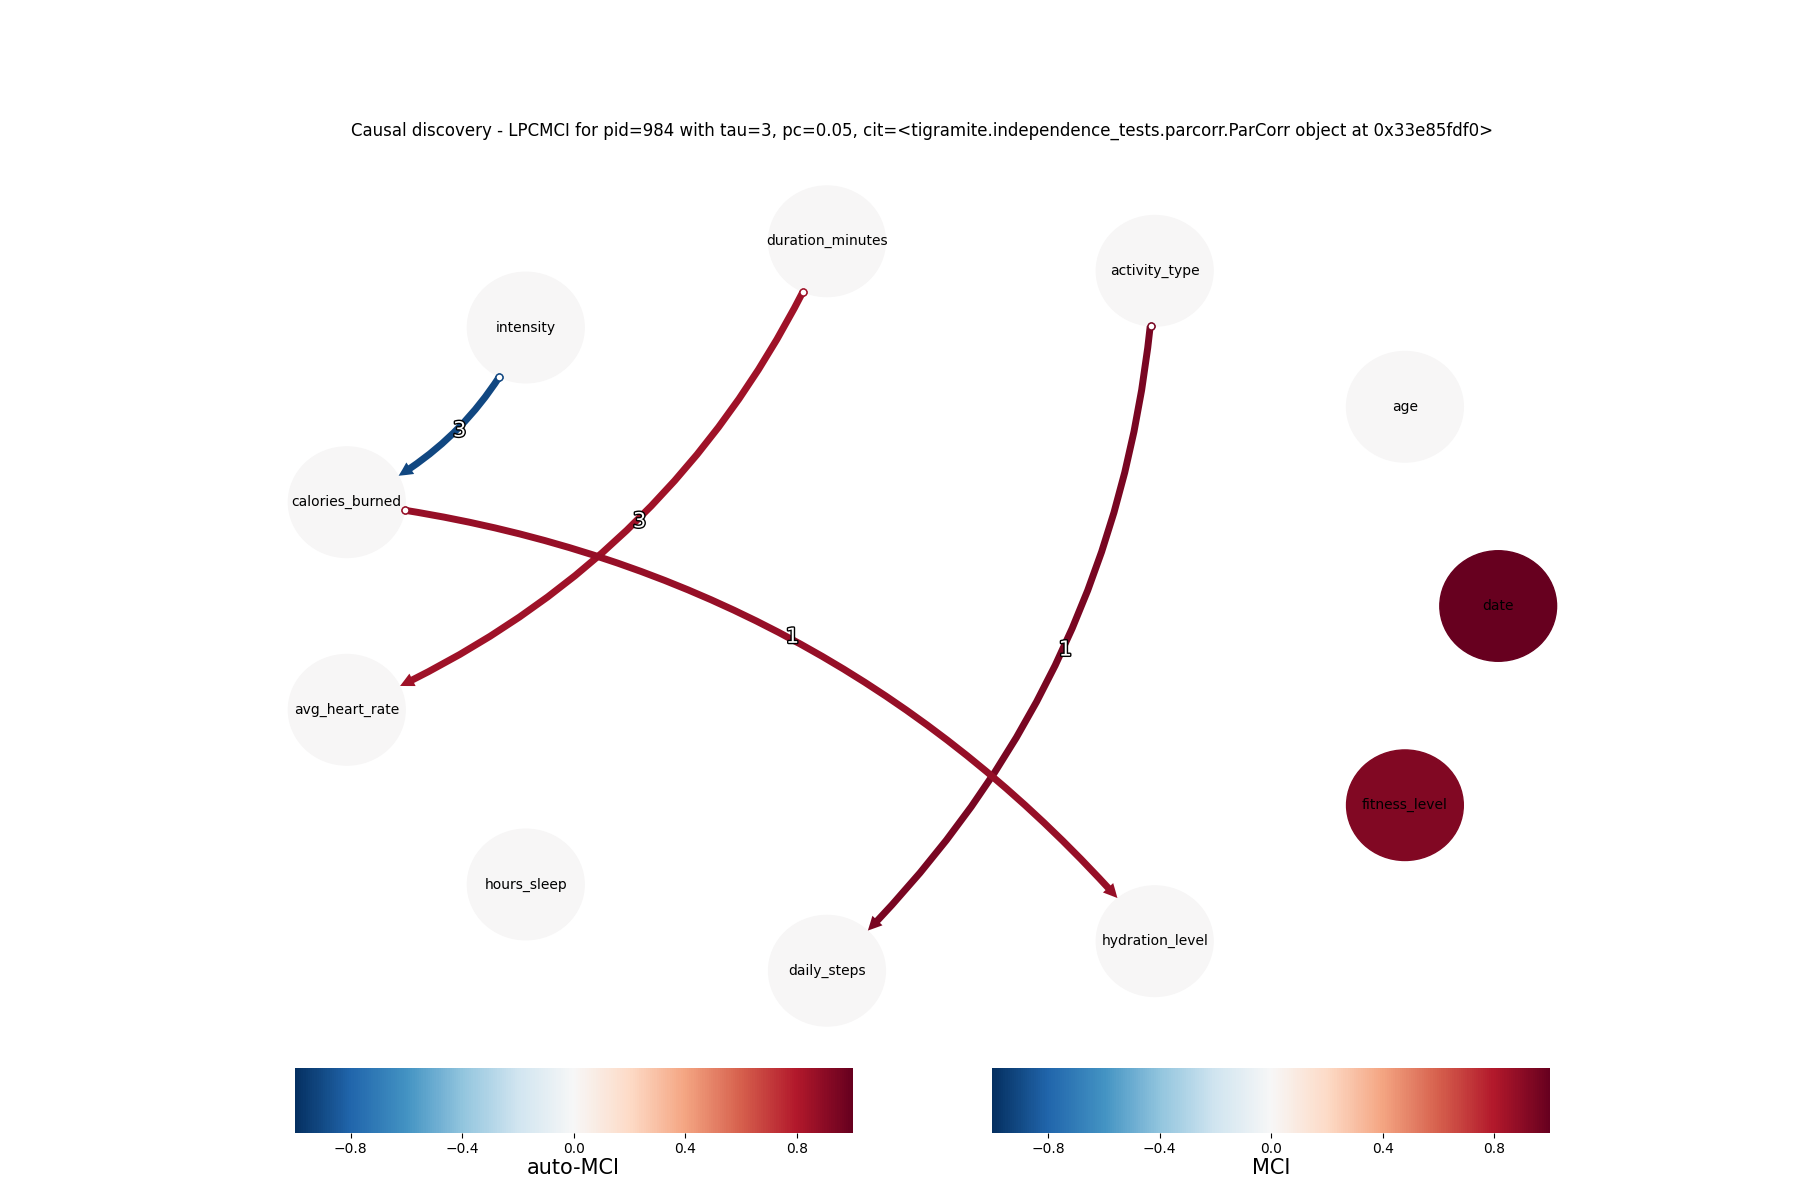 Causal discovery - LPCMCI for pid=984 with tau=3, pc=0.05, cit=<tigramite.independence_tests.parcorr.ParCorr object at 0x33e85fdf0>
duration_minutes
activity_type
intensity
age
3
calories_burned
3
date
1
1
avg_heart_rate
fitness_level
hours_sleep
hydration_level
daily_steps
−0.8 −0.4 0.0 0.4 0.8
auto-MCI
−0.8 −0.4 0.0 0.4 0.8
MCI